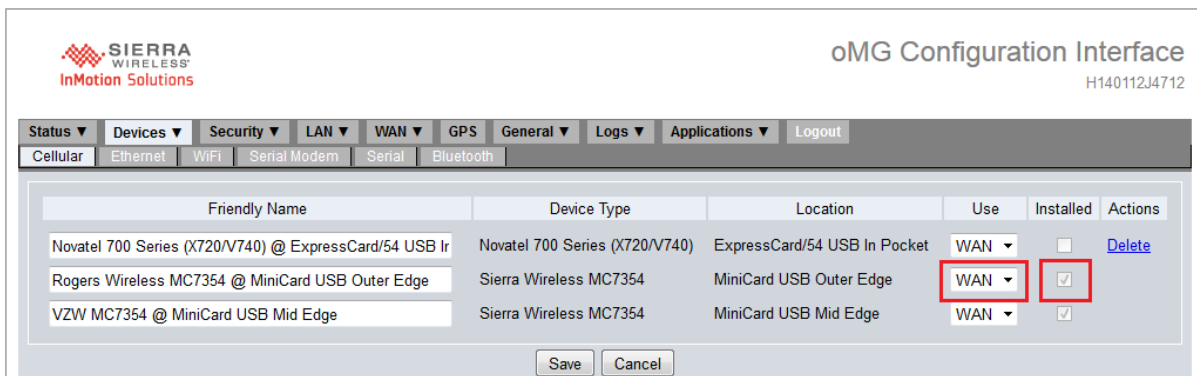 SIERRA
WIRELESS
InMotion Solutions
oMG Configuration Interface
H140112J4712
Status ▼ Devices ▼ Security ▼ LAN ▼ WAN ▼ GPS General ▼ Logs ▼ Applications ▼ Logout
Cellular Ethernet WiFi Serial Modem Serial Bluetooth
Friendly Name Device Type Location Use Installed Actions
Novatel 700 Series (X720/V740) @ ExpressCard/54 USB Ir Novatel 700 Series (X720/V740) ExpressCard/54 USB In Pocket WAN Delete
Rogers Wireless MC7354 @ MiniCard USB Outer Edge Sierra Wireless MC7354 MiniCard USB Outer Edge WAN
VZW MC7354 @ MiniCard USB Mid Edge Sierra Wireless MC7354 MiniCard USB Mid Edge WAN
Save Cancel